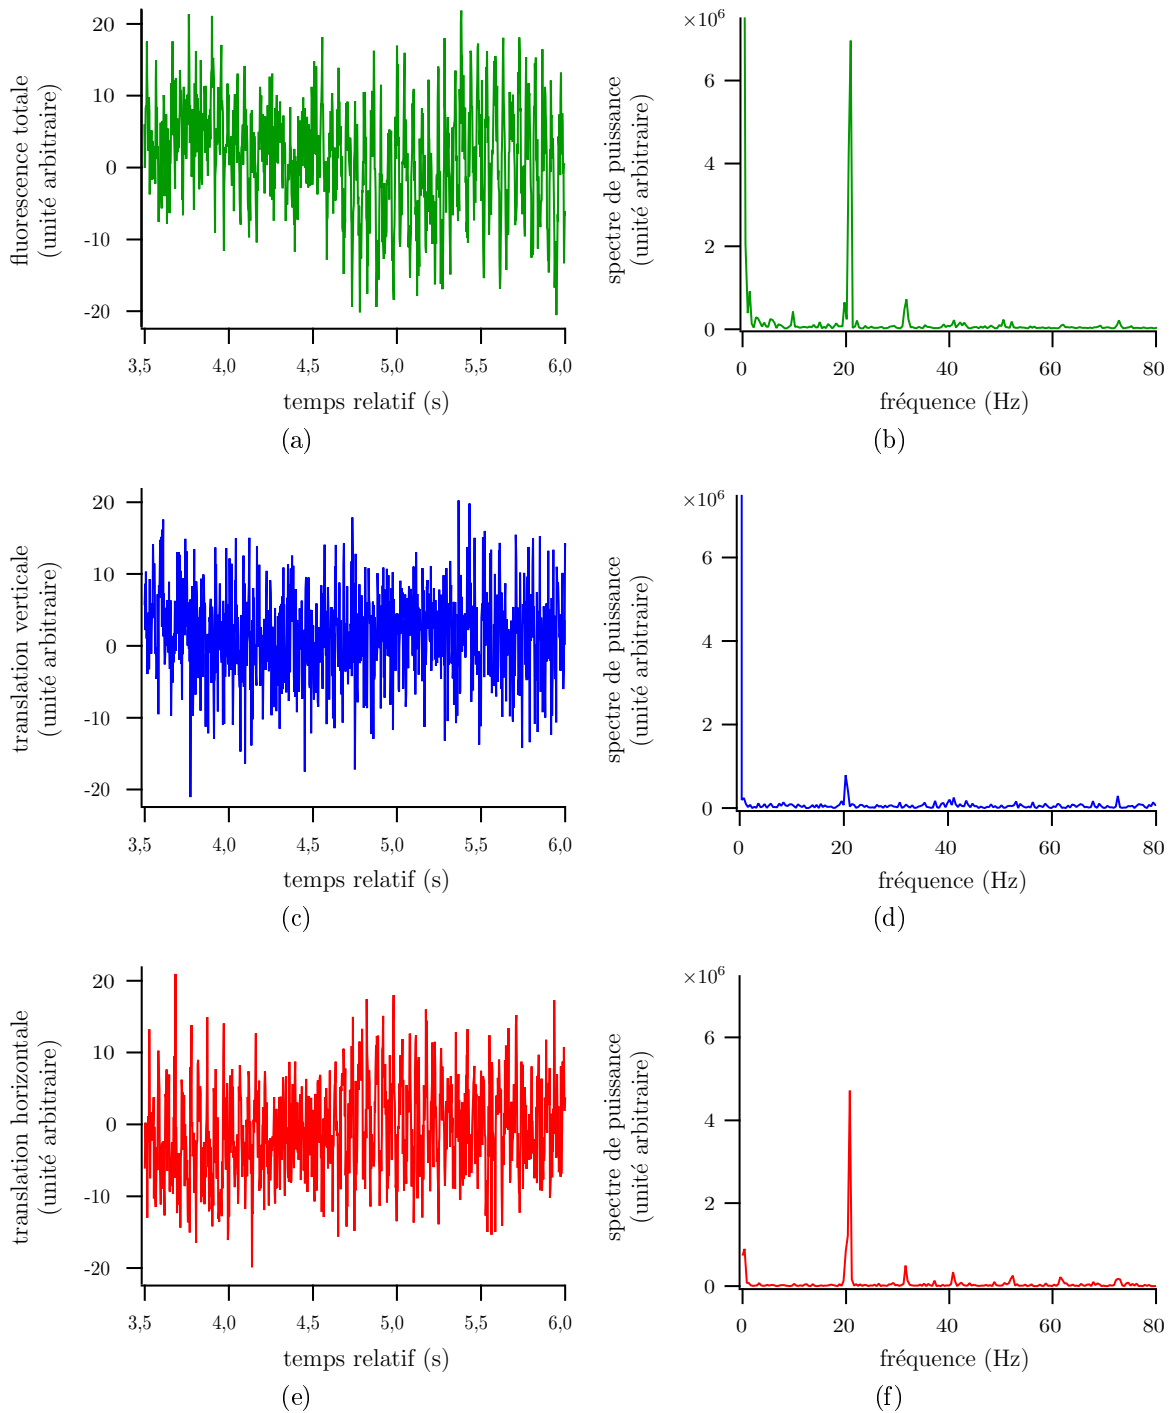 fluorescence totale
(unité arbitraire)
20
10
0
-10
-20
3,5 4,0 4,5 5,0 5,5 6,0
temps relatif (s)
(a)
×10⁶
spectre de puissance
(unité arbitraire)
6
4
2
0
0 20 40 60 80
fréquence (Hz)
(b)
translation verticale
(unité arbitraire)
20
10
0
-10
-20
3,5 4,0 4,5 5,0 5,5 6,0
temps relatif (s)
(c)
×10⁶
spectre de puissance
(unité arbitraire)
6
4
2
0
0 20 40 60 80
fréquence (Hz)
(d)
translation horizontale
(unité arbitraire)
20
10
0
-10
-20
3,5 4,0 4,5 5,0 5,5 6,0
temps relatif (s)
(e)
×10⁶
spectre de puissance
(unité arbitraire)
6
4
2
0
0 20 40 60 80
fréquence (Hz)
(f)